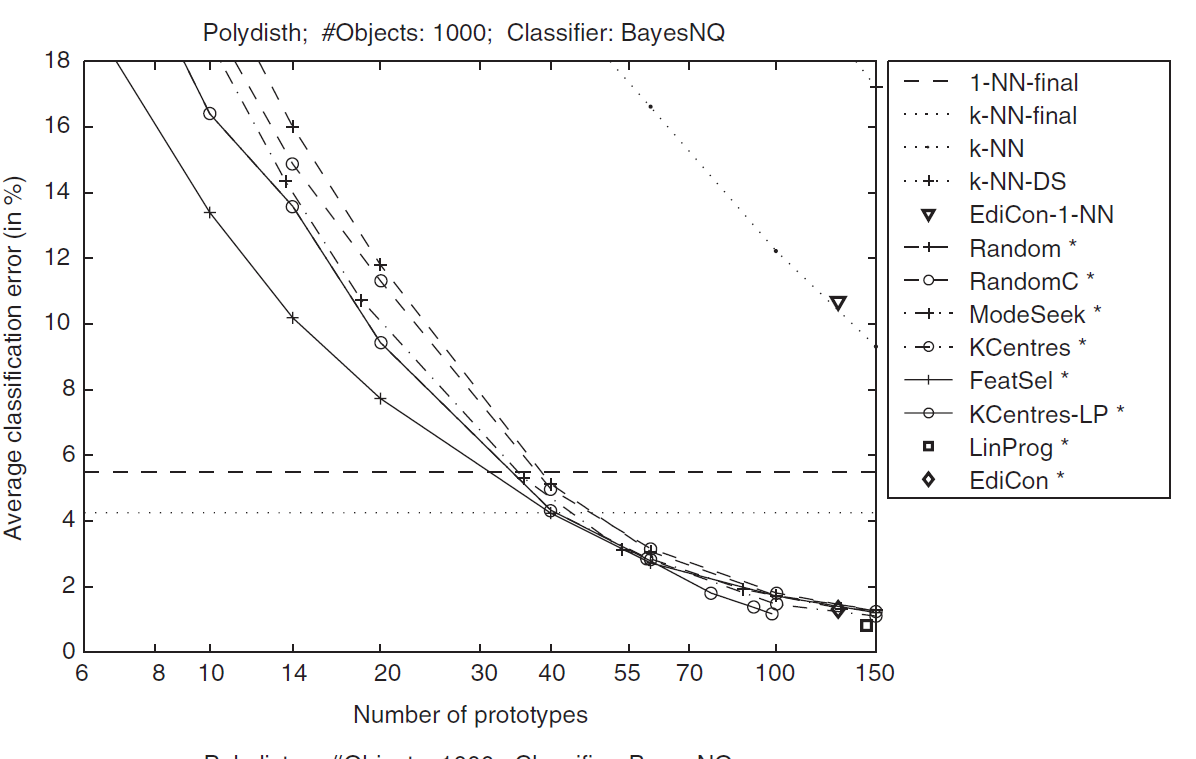 Polydisth; #Objects: 1000; Classifier: BayesNQ
18
16
14
12
10
8
6
4
2
0
Average classification error (in %)
6 8 10 14 20 30 40 55 70 100 150
Number of prototypes
1-NN-final
k-NN-final
k-NN
k-NN-DS
EdiCon-1-NN
Random *
RandomC *
ModeSeek *
KCentres *
FeatSel *
KCentres-LP *
LinProg *
EdiCon *